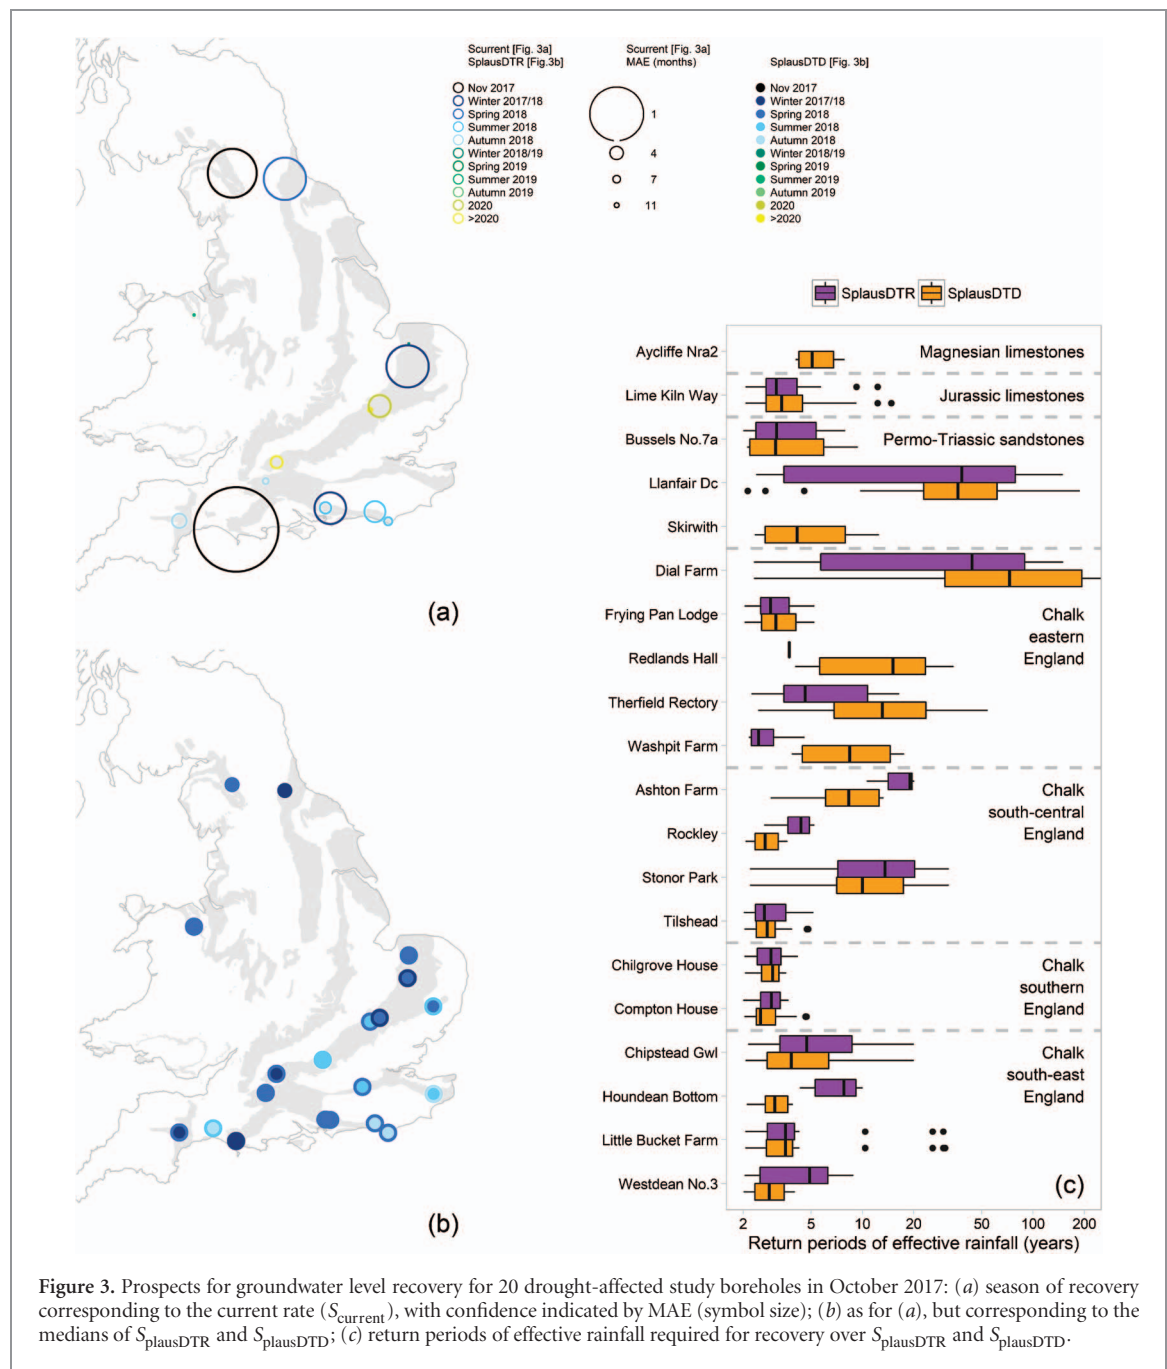 Scurrent [Fig. 3a]
SplausDTR [Fig.3b]
Nov 2017
Winter 2017/18
Spring 2018
Summer 2018
Autumn 2018
Winter 2018/19
Spring 2019
Summer 2019
Autumn 2019
2020
>2020
Scurrent [Fig. 3a]
MAE (months)
1
4
7
11
SplausDTD [Fig. 3b]
Nov 2017
Winter 2017/18
Spring 2018
Summer 2018
Autumn 2018
Winter 2018/19
Spring 2019
Summer 2019
Autumn 2019
2020
>2020
(a)
(b)
SplausDTR SplausDTD
Aycliffe Nra2 Magnesian limestones
Lime Kiln Way Jurassic limestones
Bussels No.7a Permo-Triassic sandstones
Llanfair Dc
Skirwith
Dial Farm
Frying Pan Lodge Chalk
eastern
Redlands Hall England
Therfield Rectory
Washpit Farm
Ashton Farm Chalk
south-central
Rockley England
Stonor Park
Tilshead
Chilgrove House Chalk
southern
Compton House England
Chipstead Gwl Chalk
south-east
Houndean Bottom England
Little Bucket Farm
Westdean No.3 (c)
2 5 10 20 50 100 200
Return periods of effective rainfall (years)
Figure 3. Prospects for groundwater level recovery for 20 drought-affected study boreholes in October 2017: (a) season of recovery
corresponding to the current rate (Scurrent), with confidence indicated by MAE (symbol size); (b) as for (a), but corresponding to the
medians of SplausDTR and SplausDTD; (c) return periods of effective rainfall required for recovery over SplausDTR and SplausDTD.